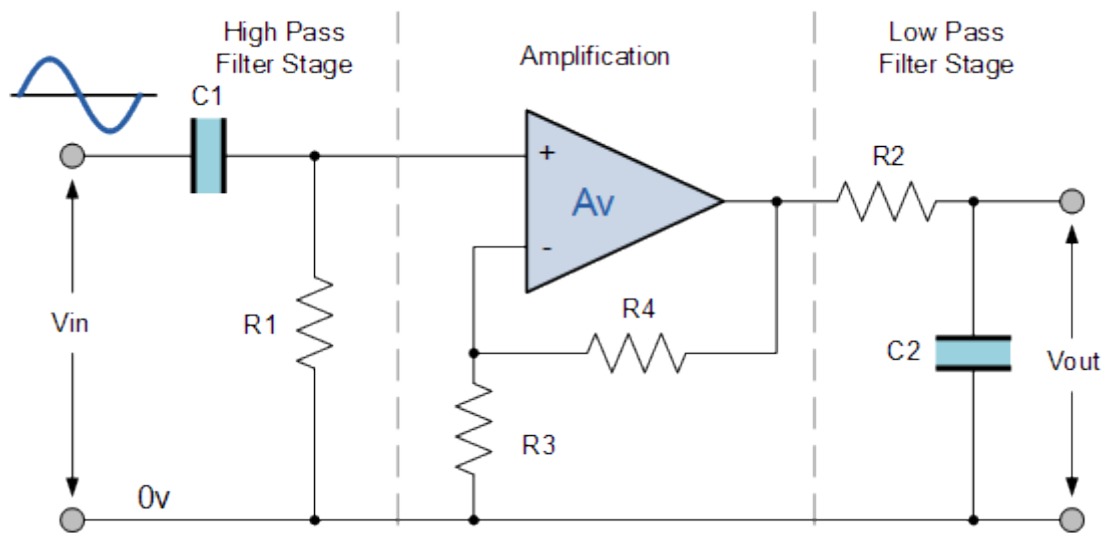 High Pass
Filter Stage
Amplification
Low Pass
Filter Stage
C1
+
Av
-
R2
R1
R4
Vin
C2
Vout
R3
0v